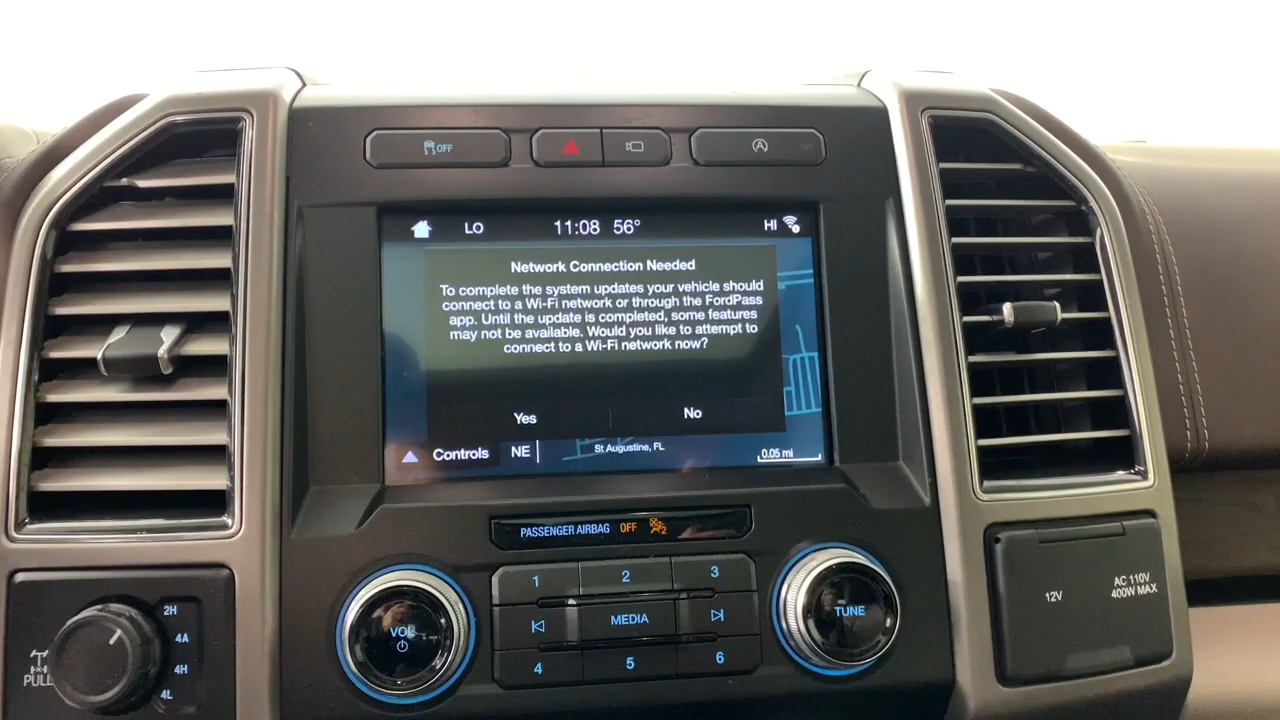 OFF
LO 11:08 56° HI
Network Connection Needed
To complete the system updates your vehicle should
connect to a Wi-Fi network or through the FordPass
app. Until the update is completed, some features
may not be available. Would you like to attempt to
connect to a Wi-Fi network now?
Yes No
Controls NE St Augustine, FL 0.05 mi
PASSENGER AIRBAG OFF 2
1 2 3
VOL MEDIA TUNE
4 5 6
2H
4A
4H
4L
PULL
12V
AC 110V
400W MAX